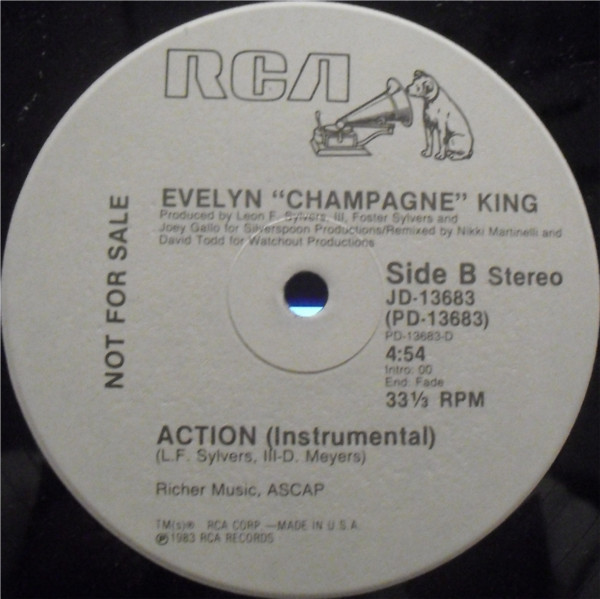 RCA
EVELYN “CHAMPAGNE” KING
Produced by Leon F. Sylvers, III, Foster Sylvers and
Joey Gallo for Silverspoon Productions/Remixed by Nikki Martinelli and
David Todd for Watchout Productions
NOT FOR SALE
Side B Stereo
JD-13683
(PD-13683)
PD-13683-D
4:54
Intro: 00
End: Fade
33⅓ RPM
ACTION (Instrumental)
(L.F. Sylvers, III-D. Meyers)
Richer Music, ASCAP
TM(s)® RCA CORP.—MADE IN U.S.A.
℗1983 RCA RECORDS